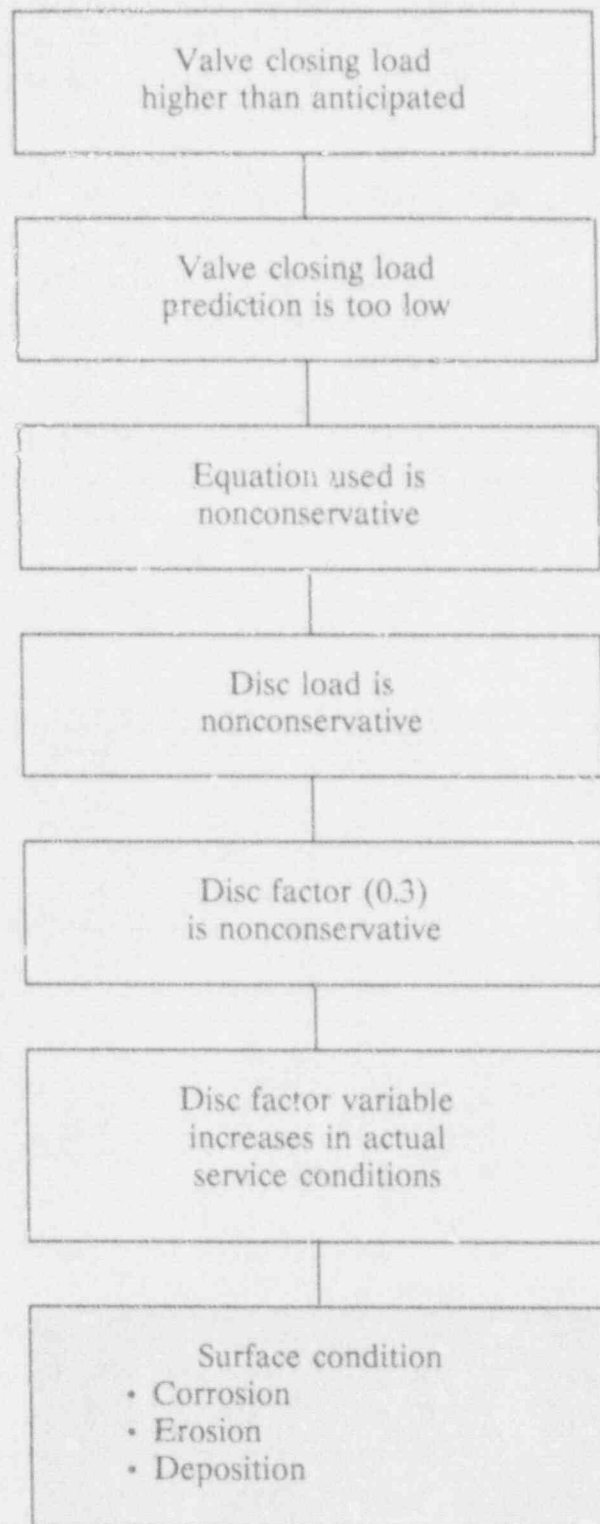 Valve closing load
higher than anticipated
Valve closing load
prediction is too low
Equation used is
nonconservative
Disc load is
nonconservative
Disc factor (0.3)
is nonconservative
Disc factor variable
increases in actual
service conditions
Surface condition
• Corrosion
• Erosion
• Deposition